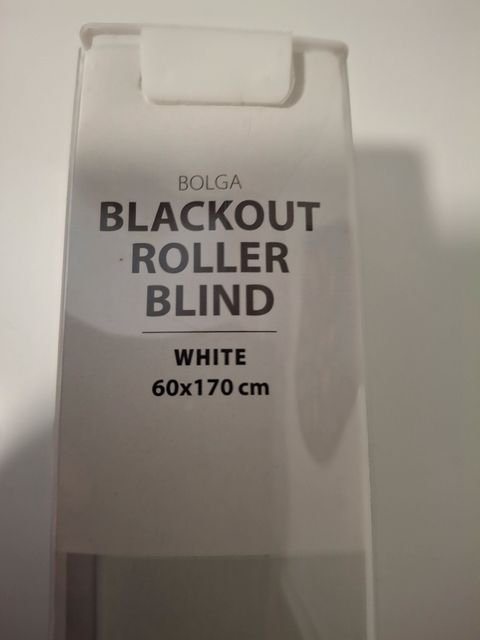 BOLGA
BLACKOUT
ROLLER
BLIND
WHITE
60x170 cm